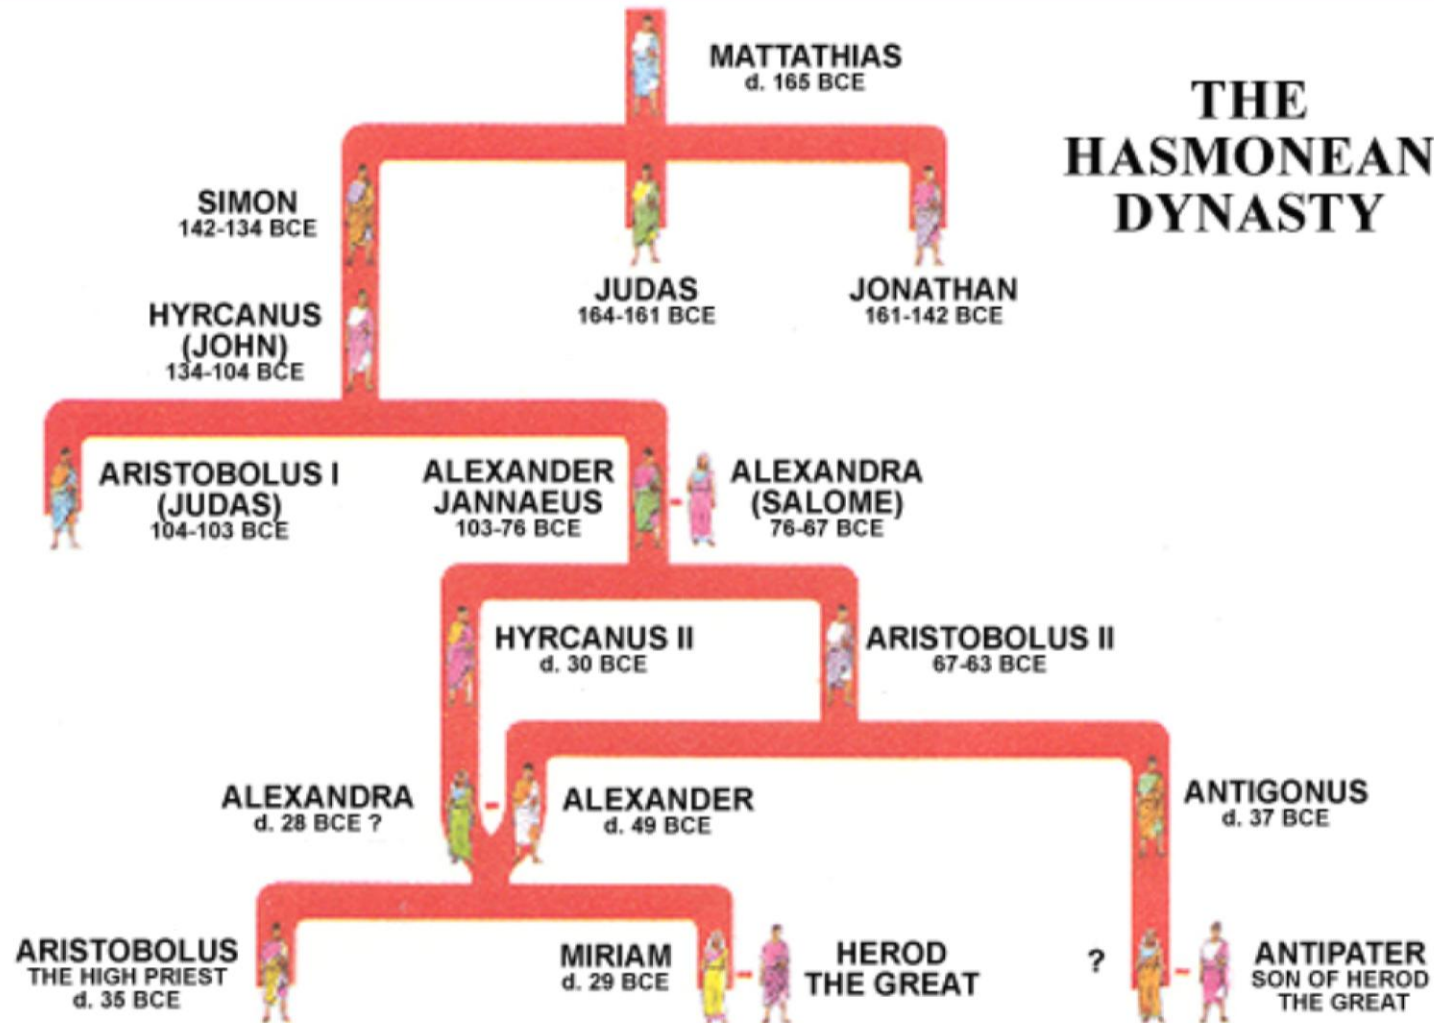 MATTATHIAS
d. 165 BCE
THE
HASMONEAN
DYNASTY
SIMON
142-134 BCE
JUDAS
164-161 BCE
JONATHAN
161-142 BCE
HYRCANUS
(JOHN)
134-104 BCE
ARISTOBOLUS I
(JUDAS)
104-103 BCE
ALEXANDER
JANNAEUS
103-76 BCE
ALEXANDRA
(SALOME)
76-67 BCE
HYRCANUS II
d. 30 BCE
ARISTOBOLUS II
67-63 BCE
ALEXANDRA
d. 28 BCE ?
ALEXANDER
d. 49 BCE
ANTIGONUS
d. 37 BCE
ARISTOBOLUS
THE HIGH PRIEST
d. 35 BCE
MIRIAM
d. 29 BCE
HEROD
THE GREAT
?
ANTIPATER
SON OF HEROD
THE GREAT